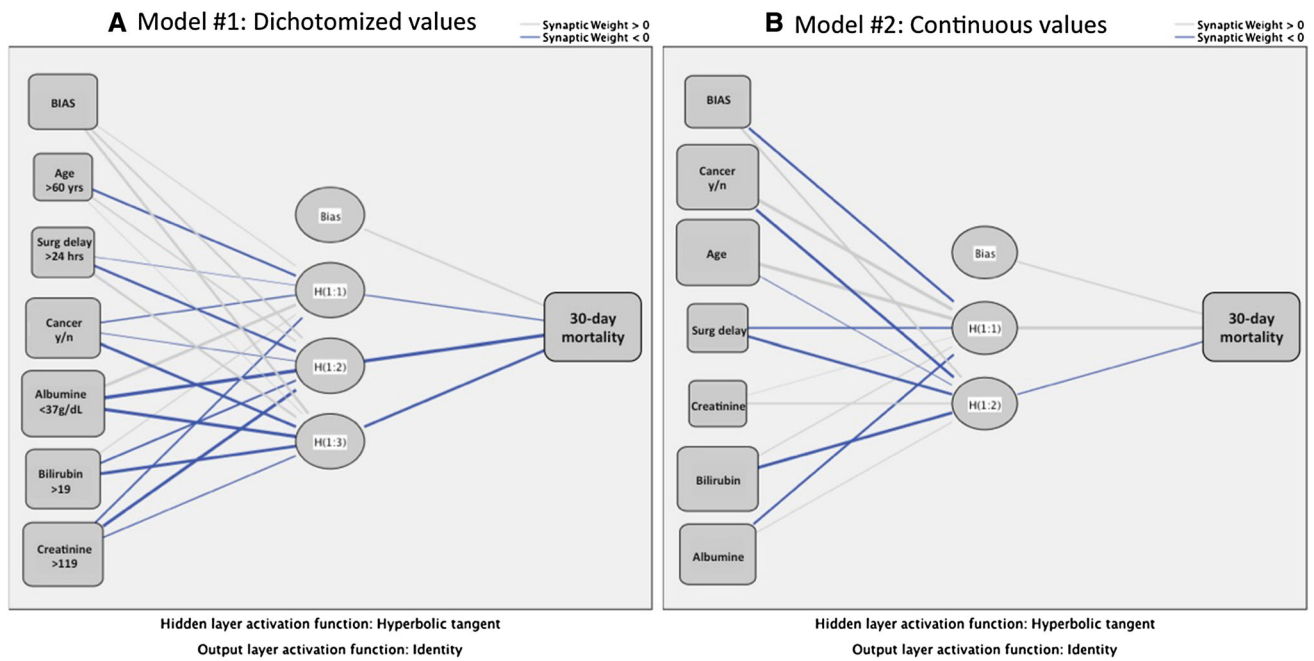 A Model #1: Dichotomized values
Synaptic Weight > 0
Synaptic Weight < 0
BIAS
Age
>60 yrs
Surg delay
>24 hrs
Cancer
y/n
Albumine
<37g/dL
Bilirubin
>19
Creatinine
>119
Bias
H(1:1)
H(1:2)
H(1:3)
30-day
mortality
Hidden layer activation function: Hyperbolic tangent
Output layer activation function: Identity
B Model #2: Continuous values
Synaptic Weight > 0
Synaptic Weight < 0
BIAS
Cancer
y/n
Age
Surg delay
Creatinine
Bilirubin
Albumine
Bias
H(1:1)
H(1:2)
30-day
mortality
Hidden layer activation function: Hyperbolic tangent
Output layer activation function: Identity